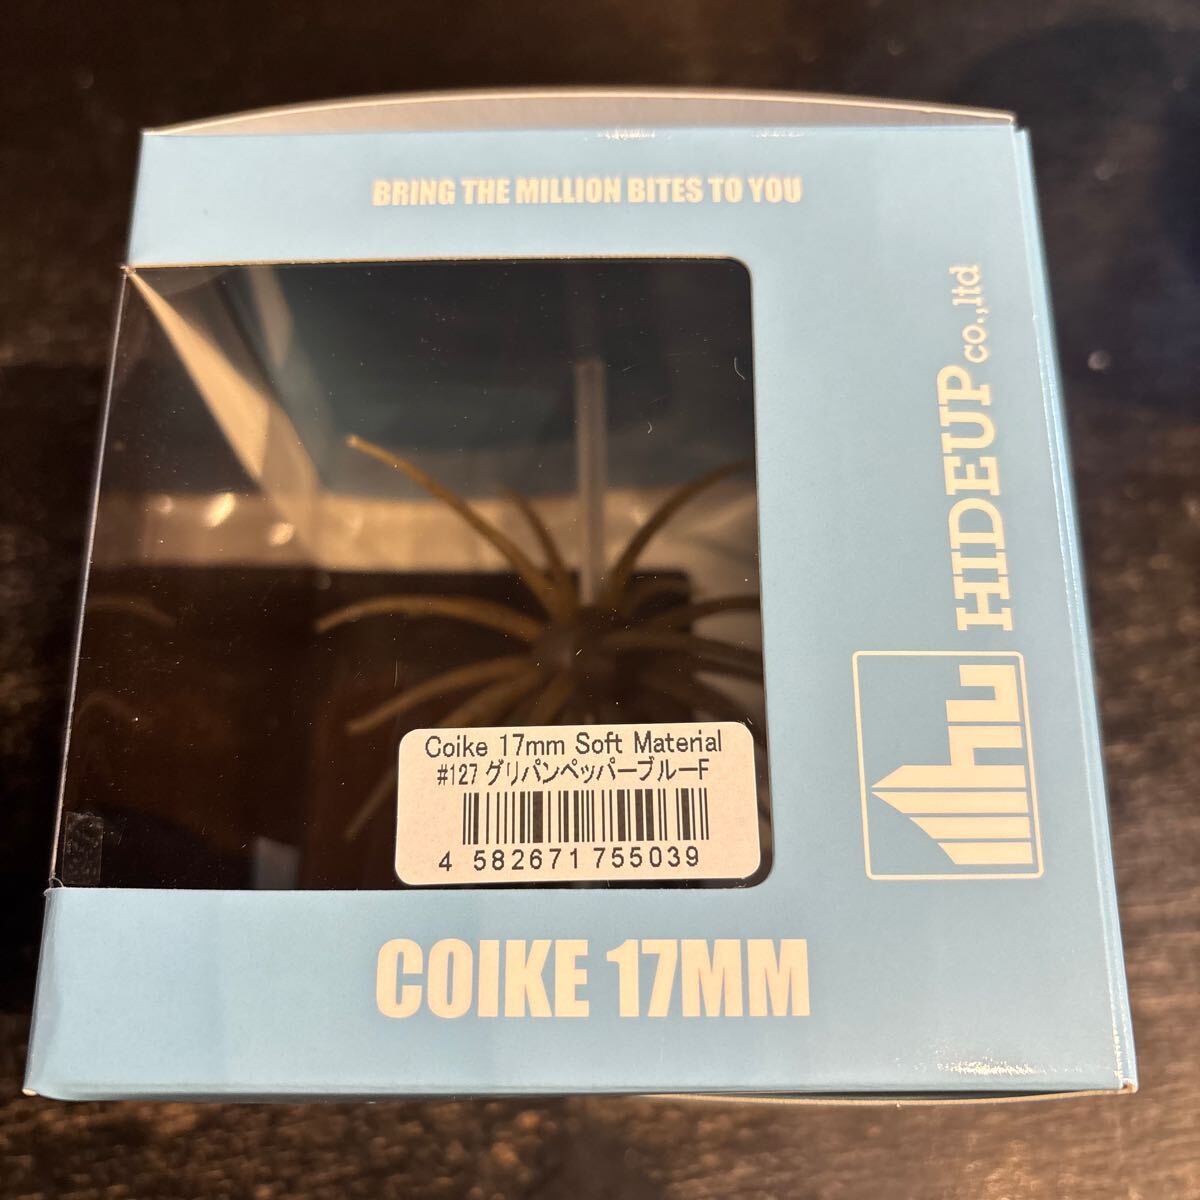 BRING THE MILLION BITES TO YOU
HIDEUP co.,ltd
Coike 17mm Soft Material
#127 グリパンペッパーブルーF
4 582671 755039
COIKE 17MM